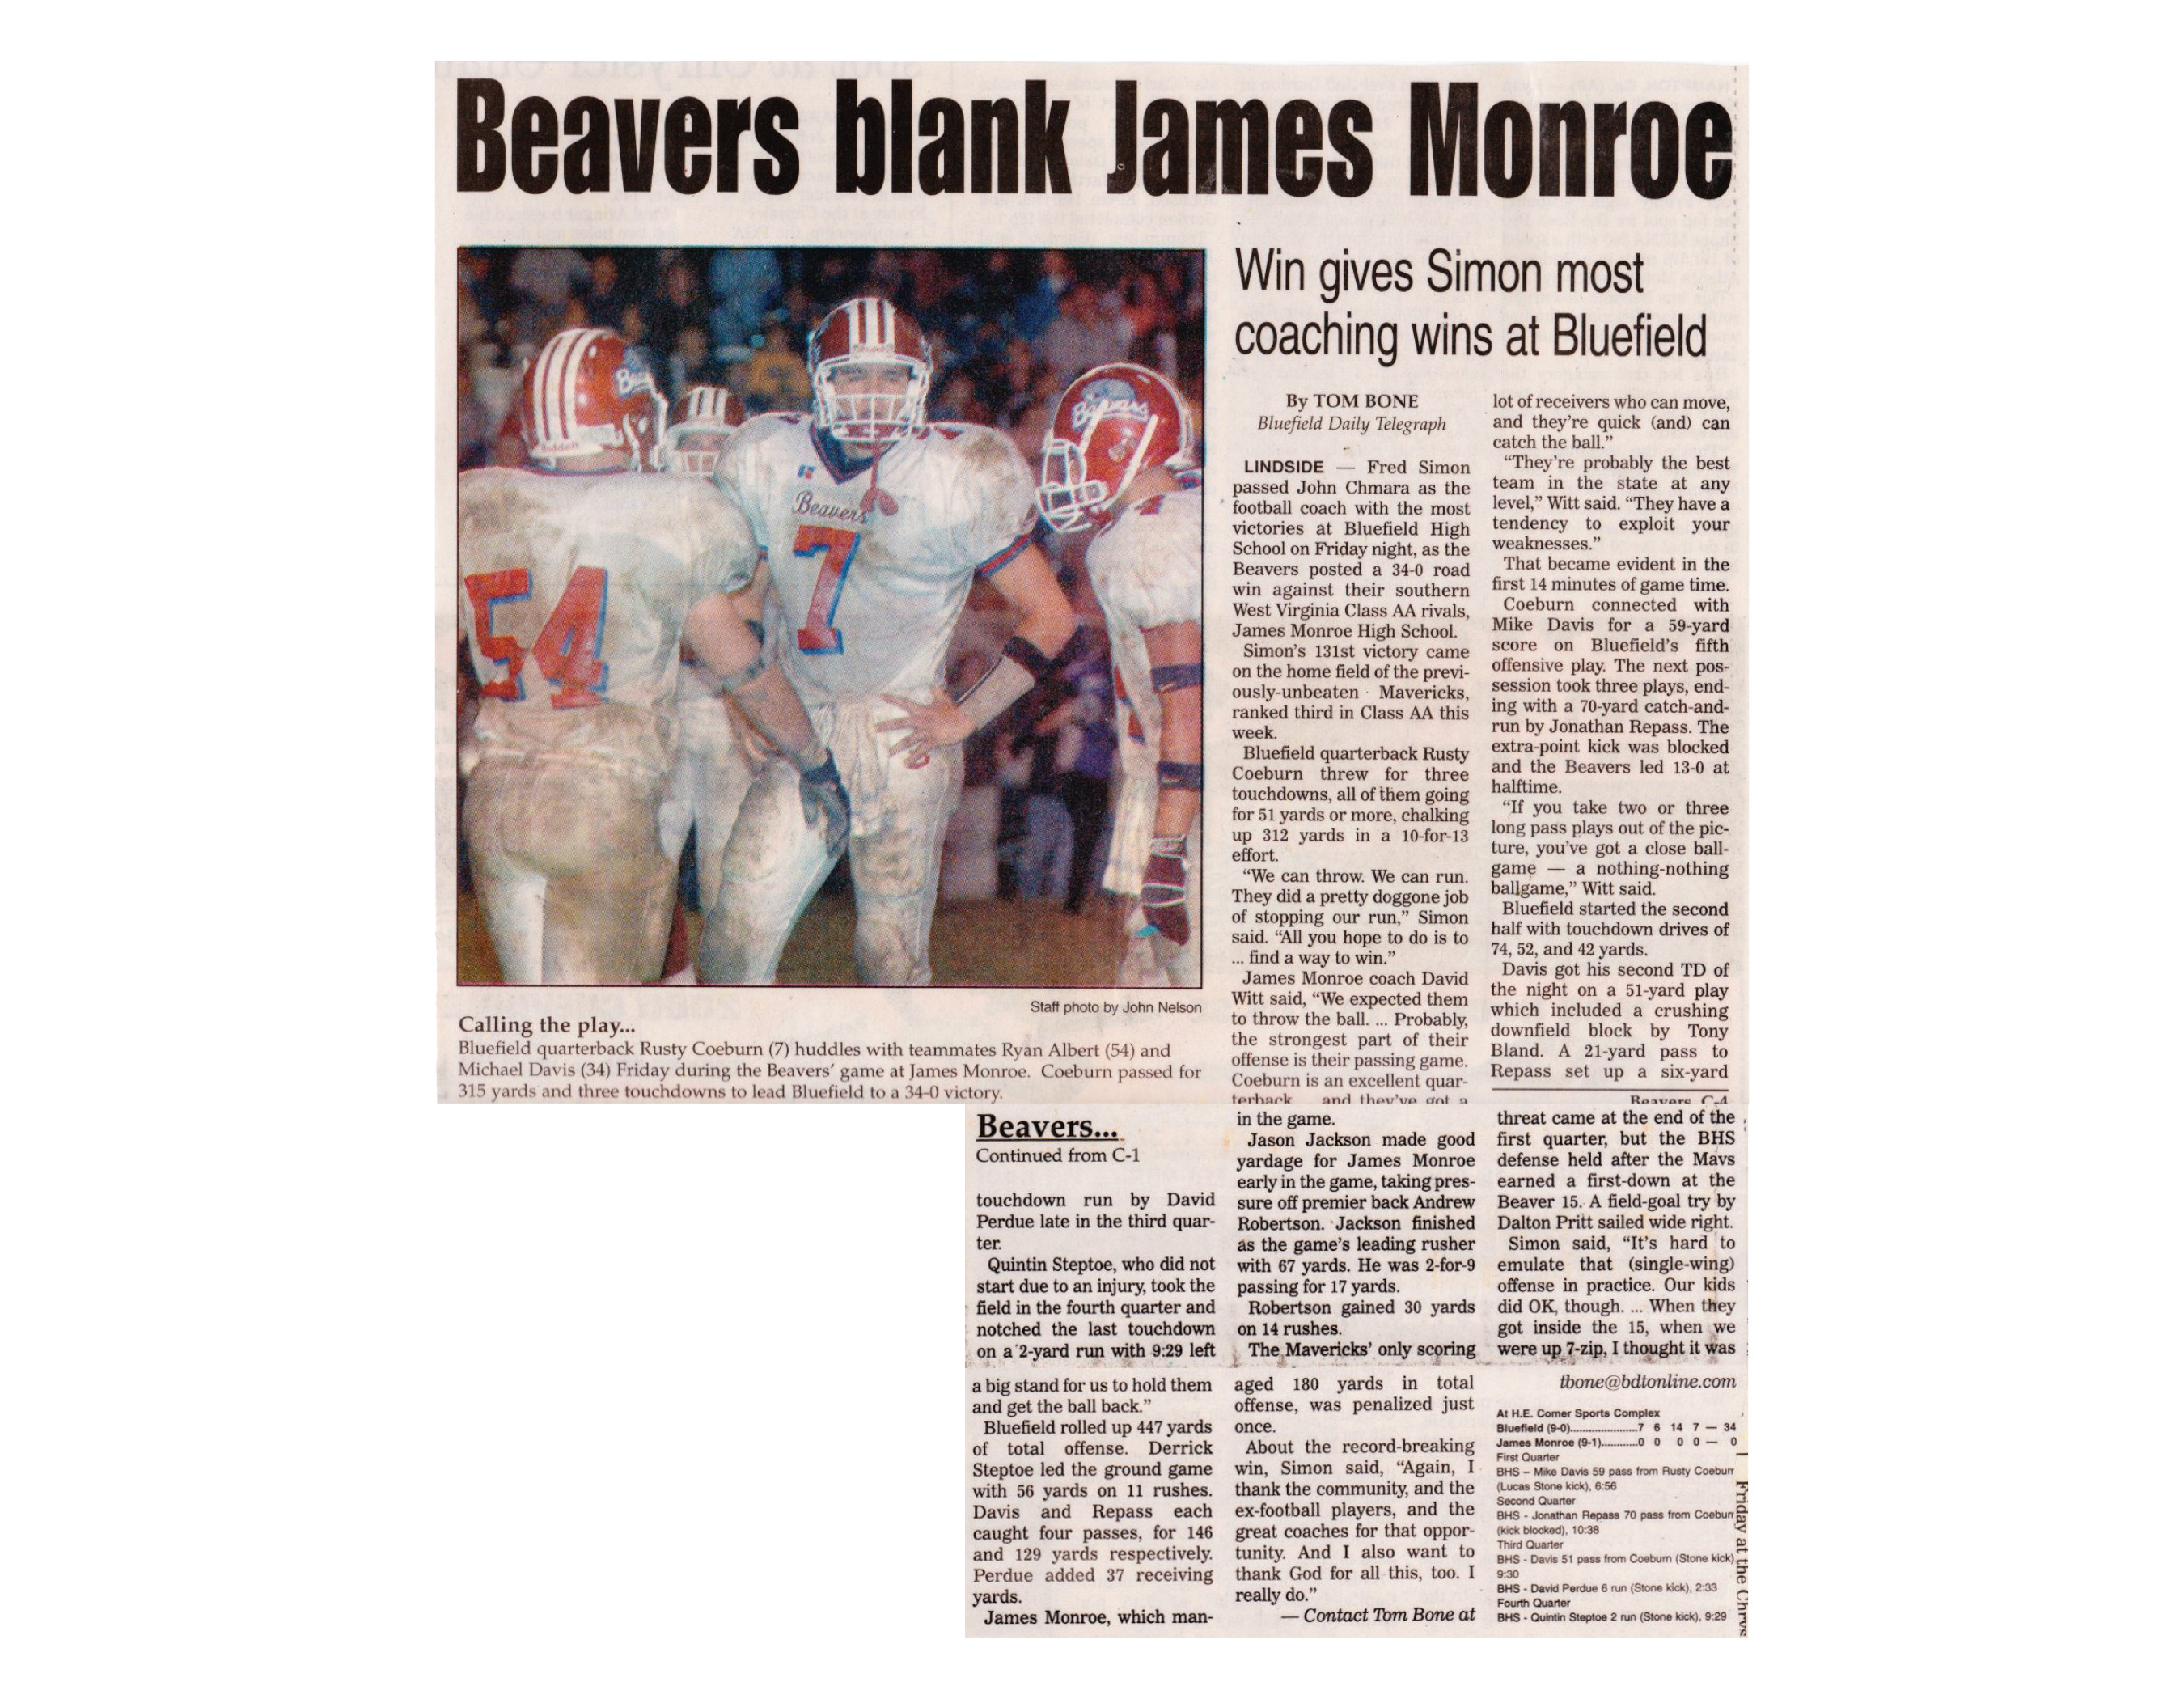 Beavers blank James Monroe
Beavers
Beavers
7
54
Staff photo by John Nelson
Calling the play...
Bluefield quarterback Rusty Coeburn (7) huddles with teammates Ryan Albert (54) and
Michael Davis (34) Friday during the Beavers' game at James Monroe. Coeburn passed for
315 yards and three touchdowns to lead Bluefield to a 34-0 victory.
Win gives Simon most
coaching wins at Bluefield
By TOM BONE
Bluefield Daily Telegraph
LINDSIDE — Fred Simon
passed John Chmara as the
football coach with the most
victories at Bluefield High
School on Friday night, as the
Beavers posted a 34-0 road
win against their southern
West Virginia Class AA rivals,
James Monroe High School.
Simon's 131st victory came
on the home field of the previ-
ously-unbeaten Mavericks,
ranked third in Class AA this
week.
Bluefield quarterback Rusty
Coeburn threw for three
touchdowns, all of them going
for 51 yards or more, chalking
up 312 yards in a 10-for-13
effort.
"We can throw. We can run.
They did a pretty doggone job
of stopping our run," Simon
said. "All you hope to do is to
... find a way to win."
James Monroe coach David
Witt said, "We expected them
to throw the ball. ... Probably,
the strongest part of their
offense is their passing game.
Coeburn is an excellent quar-
terback and they've got a
lot of receivers who can move,
and they're quick (and) can
catch the ball."
"They're probably the best
team in the state at any
level," Witt said. "They have a
tendency to exploit your
weaknesses."
That became evident in the
first 14 minutes of game time.
Coeburn connected with
Mike Davis for a 59-yard
score on Bluefield's fifth
offensive play. The next pos-
session took three plays, end-
ing with a 70-yard catch-and-
run by Jonathan Repass. The
extra-point kick was blocked
and the Beavers led 13-0 at
halftime.
"If you take two or three
long pass plays out of the pic-
ture, you've got a close ball-
game — a nothing-nothing
ballgame," Witt said.
Bluefield started the second
half with touchdown drives of
74, 52, and 42 yards.
Davis got his second TD of
the night on a 51-yard play
which included a crushing
downfield block by Tony
Bland. A 21-yard pass to
Repass set up a six-yard
Beavers, C-4
Beavers...
Continued from C-1
touchdown run by David
Perdue late in the third quar-
ter.
Quintin Steptoe, who did not
start due to an injury, took the
field in the fourth quarter and
notched the last touchdown
on a 2-yard run with 9:29 left
in the game.
Jason Jackson made good
yardage for James Monroe
early in the game, taking pres-
sure off premier back Andrew
Robertson. Jackson finished
as the game's leading rusher
with 67 yards. He was 2-for-9
passing for 17 yards.
Robertson gained 30 yards
on 14 rushes.
The Mavericks' only scoring
threat came at the end of the
first quarter, but the BHS
defense held after the Mavs
earned a first-down at the
Beaver 15. A field-goal try by
Dalton Pritt sailed wide right.
Simon said, "It's hard to
emulate that (single-wing)
offense in practice. Our kids
did OK, though. ... When they
got inside the 15, when we
were up 7-zip, I thought it was
a big stand for us to hold them
and get the ball back."
Bluefield rolled up 447 yards
of total offense. Derrick
Steptoe led the ground game
with 56 yards on 11 rushes.
Davis and Repass each
caught four passes, for 146
and 129 yards respectively.
Perdue added 37 receiving
yards.
James Monroe, which man-
aged 180 yards in total
offense, was penalized just
once.
About the record-breaking
win, Simon said, "Again, I
thank the community, and the
ex-football players, and the
great coaches for that oppor-
tunity. And I also want to
thank God for all this, too. I
really do."
— Contact Tom Bone at
tbone@bdtonline.com
At H.E. Comer Sports Complex
Bluefield (9-0)......................7 6 14 7 — 34
James Monroe (9-1)............0 0 0 0 — 0
First Quarter
BHS – Mike Davis 59 pass from Rusty Coeburn
(Lucas Stone kick), 6:56
Second Quarter
BHS - Jonathan Repass 70 pass from Coeburn
(kick blocked), 10:38
Third Quarter
BHS - Davis 51 pass from Coeburn (Stone kick),
9:30
BHS - David Perdue 6 run (Stone kick), 2:33
Fourth Quarter
BHS - Quintin Steptoe 2 run (Stone kick), 9:29
Friday at the Chrys